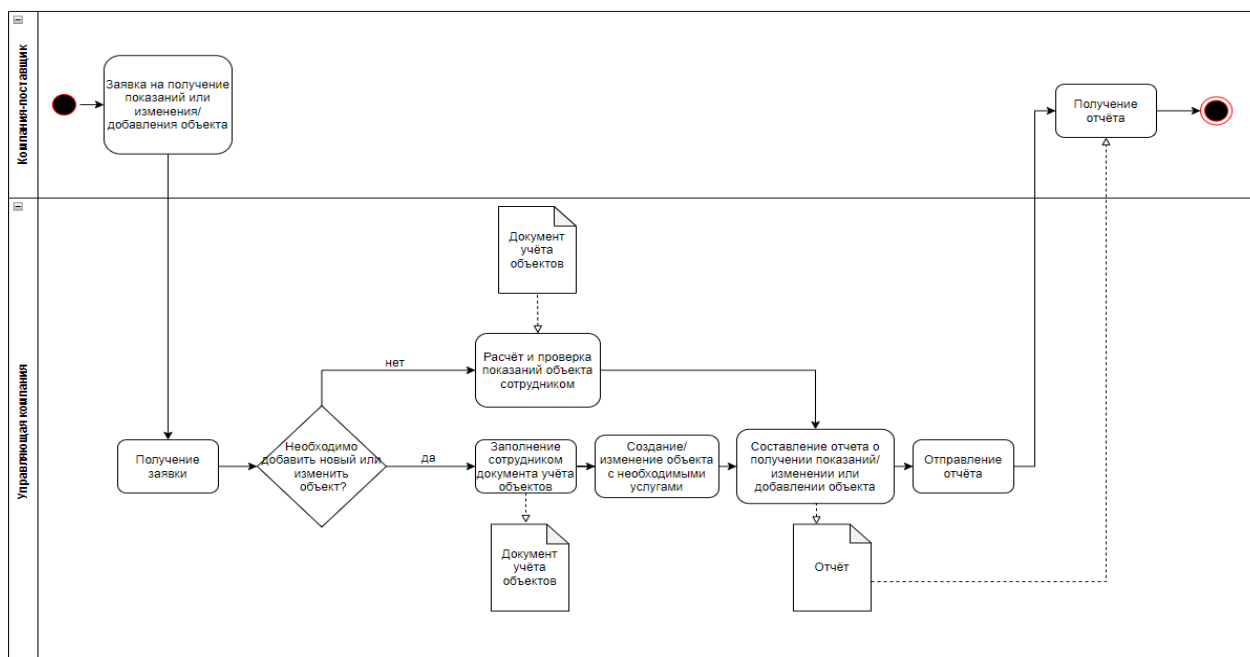 Компания-поставщик
Заявка на получение
показаний или
изменения/
добавления объекта
Получение
отчёта
Управляющая компания
Документ
учёта
объектов
нет
Расчёт и проверка
показаний объекта
сотрудником
Получение
заявки
Необходимо
добавить новый или
изменить
объект?
да
Заполнение
сотрудником
документа учёта
объектов
Создание/
изменение объекта
с необходимыми
услугами
Составление отчета о
получении показаний/
изменении или
добавлении объекта
Отправление
отчёта
Документ
учёта
объектов
Отчёт